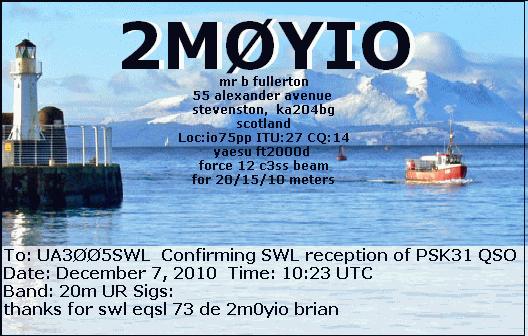 2MØYIO
mr b fullerton
55 alexander avenue
stevenston, ka204bg
scotland
Loc:io75pp ITU:27 CQ:14
yaesu ft2000d
force 12 c3ss beam
for 20/15/10 meters
To: UA3ØØ5SWL Confirming SWL reception of PSK31 QSO
Date: December 7, 2010 Time: 10:23 UTC
Band: 20m UR Sigs:
thanks for swl eqsl 73 de 2m0yio brian